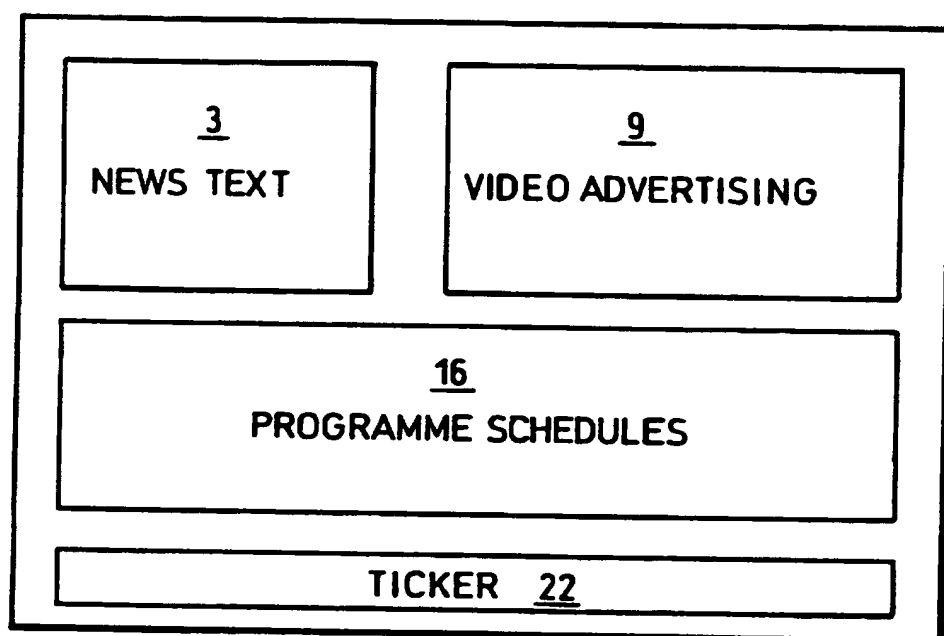 3
NEWS TEXT
9
VIDEO ADVERTISING
16
PROGRAMME SCHEDULES
TICKER 22